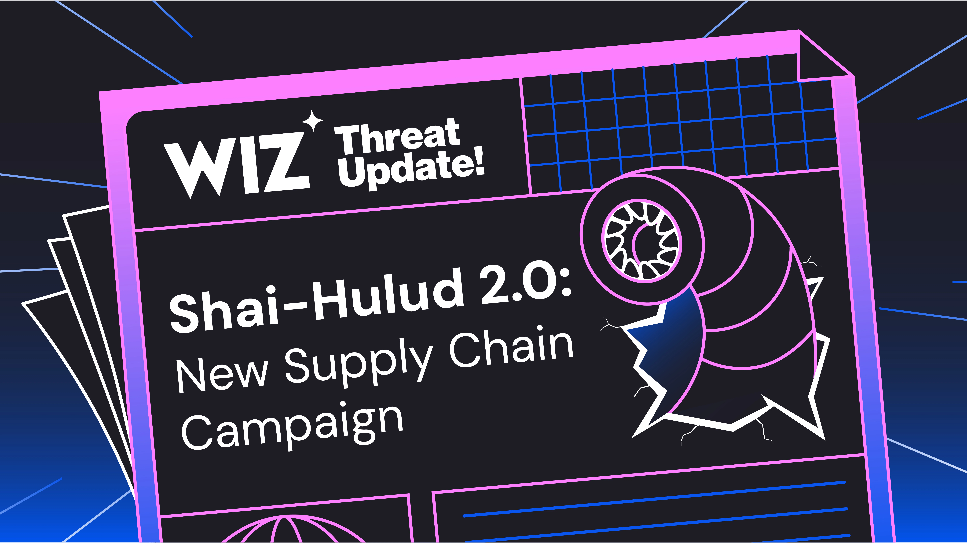 WIZ
Threat
Update!
Shai-Hulud 2.0:
New Supply Chain
Campaign